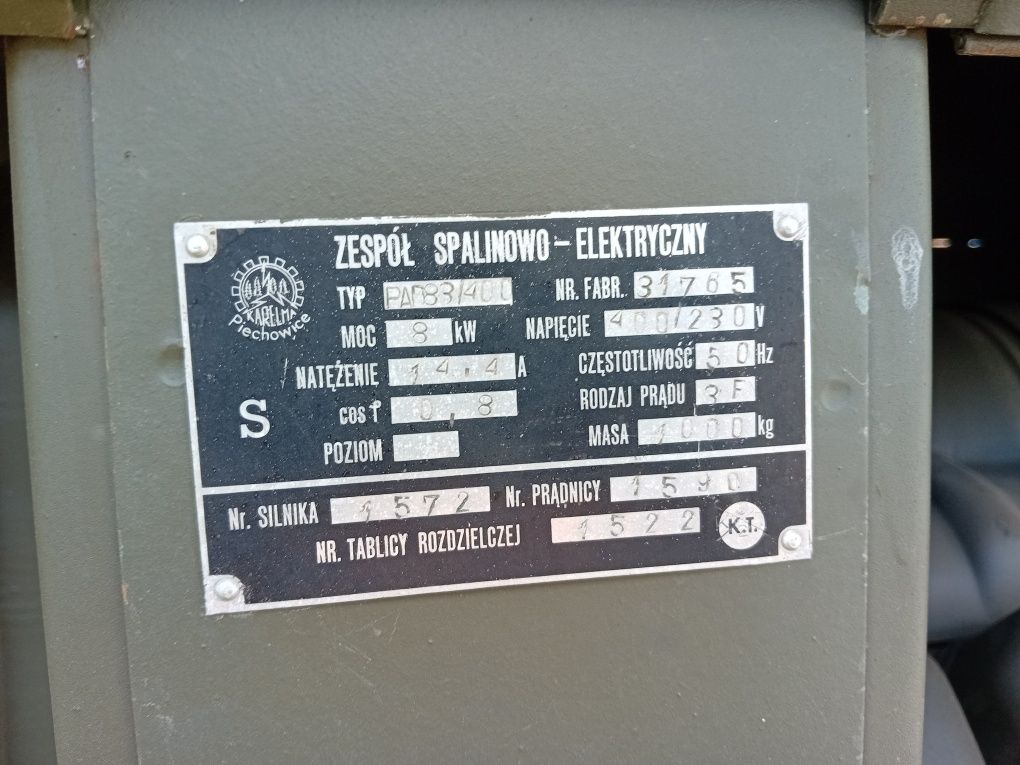 ZESPÓŁ SPALINOWO - ELEKTRYCZNY
KARELMA
Piechowice
TYP PAD83/400 NR. FABR. 31765
MOC 8 kW NAPIĘCIE 400/230 V
NATĘŻENIE 14,4 A CZĘSTOTLIWOŚĆ 50 Hz
cos φ 0,8 RODZAJ PRĄDU 3F
S
POZIOM MASA 1000 kg
Nr. SILNIKA 1572 Nr. PRĄDNICY 1590
NR. TABLICY ROZDZIELCZEJ 1522 K.T.